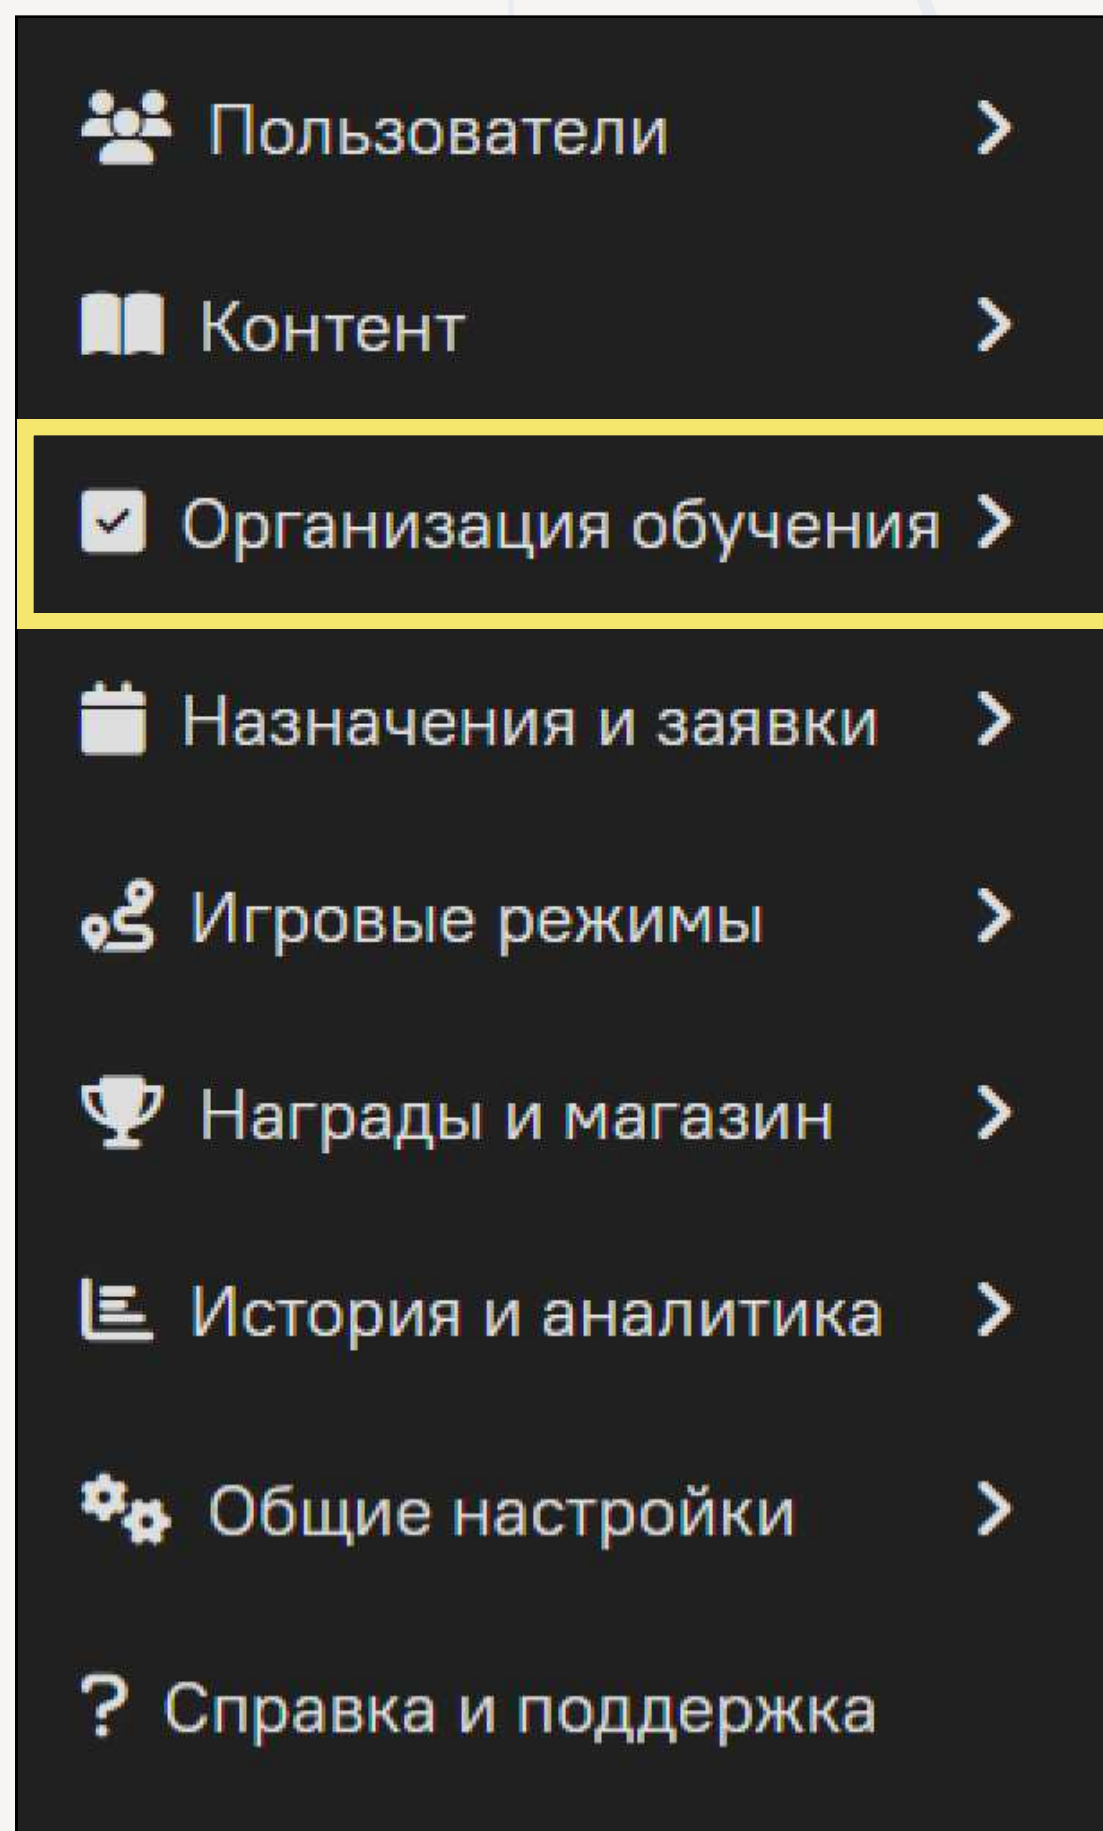 Пользователи
Контент
Организация обучения
Назначения и заявки
Игровые режимы
Награды и магазин
История и аналитика
Общие настройки
? Справка и поддержка